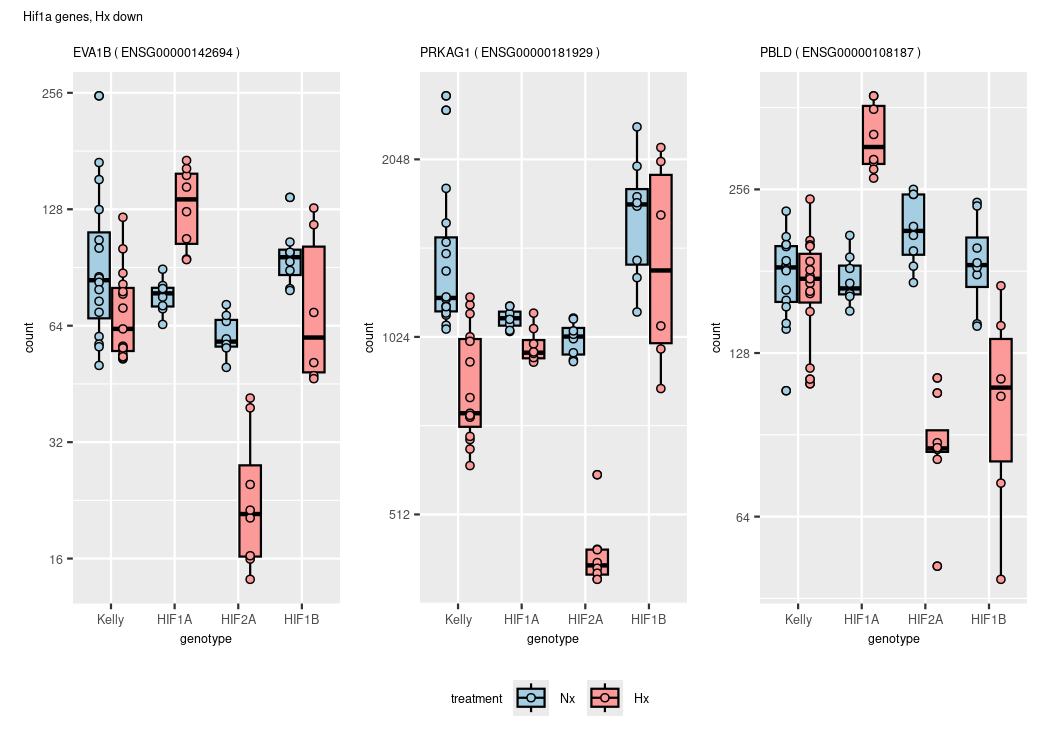 Hif1a genes, Hx down
EVA1B ( ENSG00000142694 )
PRKAG1 ( ENSG00000181929 )
PBLD ( ENSG00000108187 )
256
128
64
32
16
count
Kelly HIF1A HIF2A HIF1B
genotype
2048
1024
512
count
Kelly HIF1A HIF2A HIF1B
genotype
256
128
64
count
Kelly HIF1A HIF2A HIF1B
genotype
treatment Nx Hx